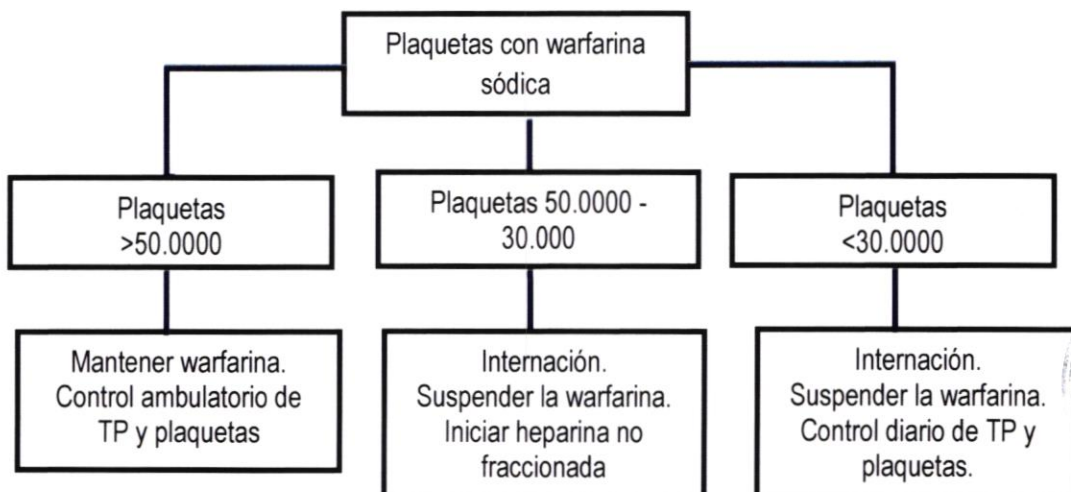 Plaquetas con warfarina
sódica
Plaquetas
>50.0000
Plaquetas 50.0000 -
30.000
Plaquetas
<30.0000
Mantener warfarina.
Control ambulatorio de
TP y plaquetas
Internación.
Suspender la warfarina.
Iniciar heparina no
fraccionada
Internación.
Suspender la warfarina.
Control diario de TP y
plaquetas.